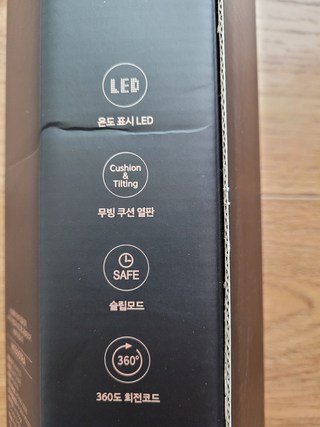 LED
온도 표시 LED
Cushion
&
Tilting
무빙 쿠션 열판
SAFE
슬립모드
360°
360도 회전코드